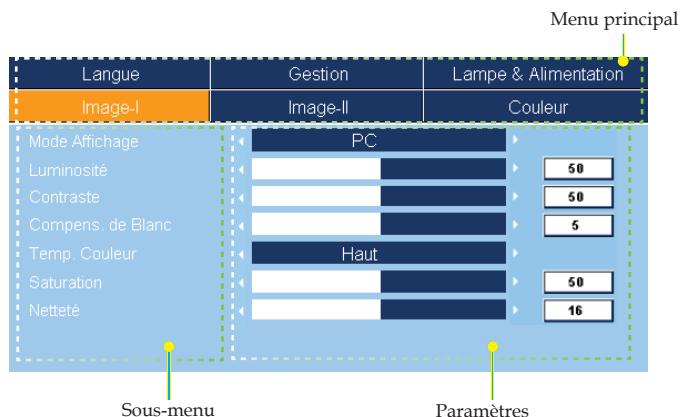 Menu principal
Langue Gestion Lampe & Alimentation
Image-I Image-II Couleur
Mode Affichage PC
Luminosité 50
Contraste 50
Compens. de Blanc 5
Temp. Couleur Haut
Saturation 50
Netteté 16
Sous-menu Paramètres